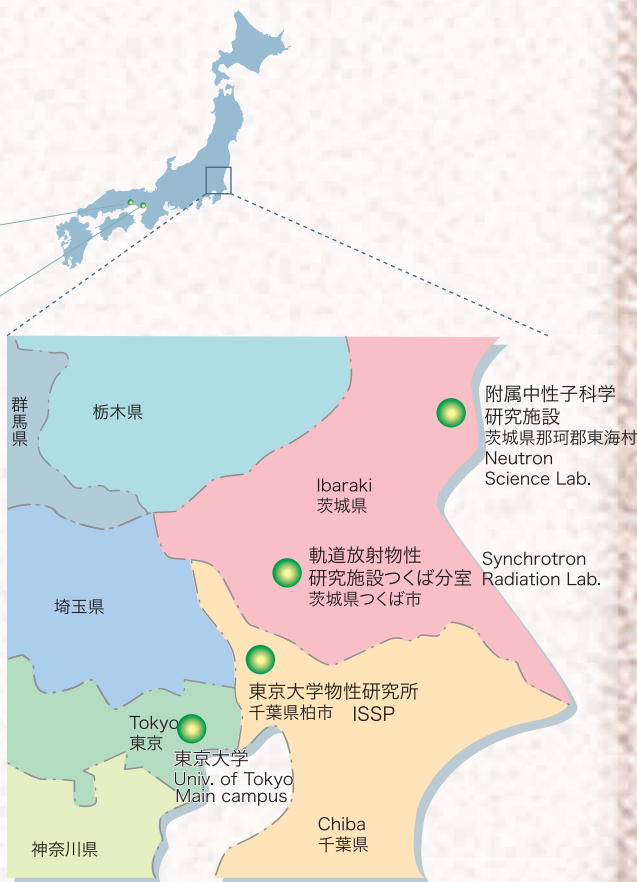 群馬県
栃木県
附属中性子科学
研究施設
茨城県那珂郡東海村
Neutron
Science Lab.
Ibaraki
茨城県
軌道放射物性
研究施設つくば分室
茨城県つくば市
Synchrotron
Radiation Lab.
埼玉県
東京大学物性研究所
千葉県柏市 ISSP
Tokyo
東京
東京大学
Univ. of Tokyo
Main campus
Chiba
千葉県
神奈川県